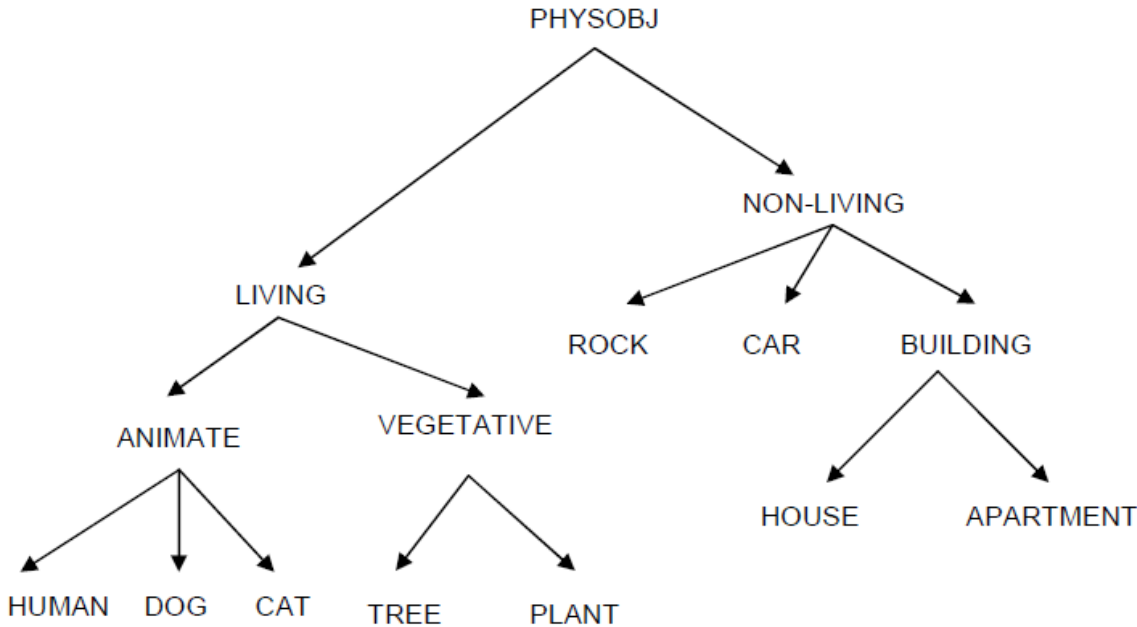 PHYSOBJ
NON-LIVING
LIVING
ROCK CAR BUILDING
ANIMATE VEGETATIVE
HOUSE APARTMENT
HUMAN DOG CAT TREE PLANT